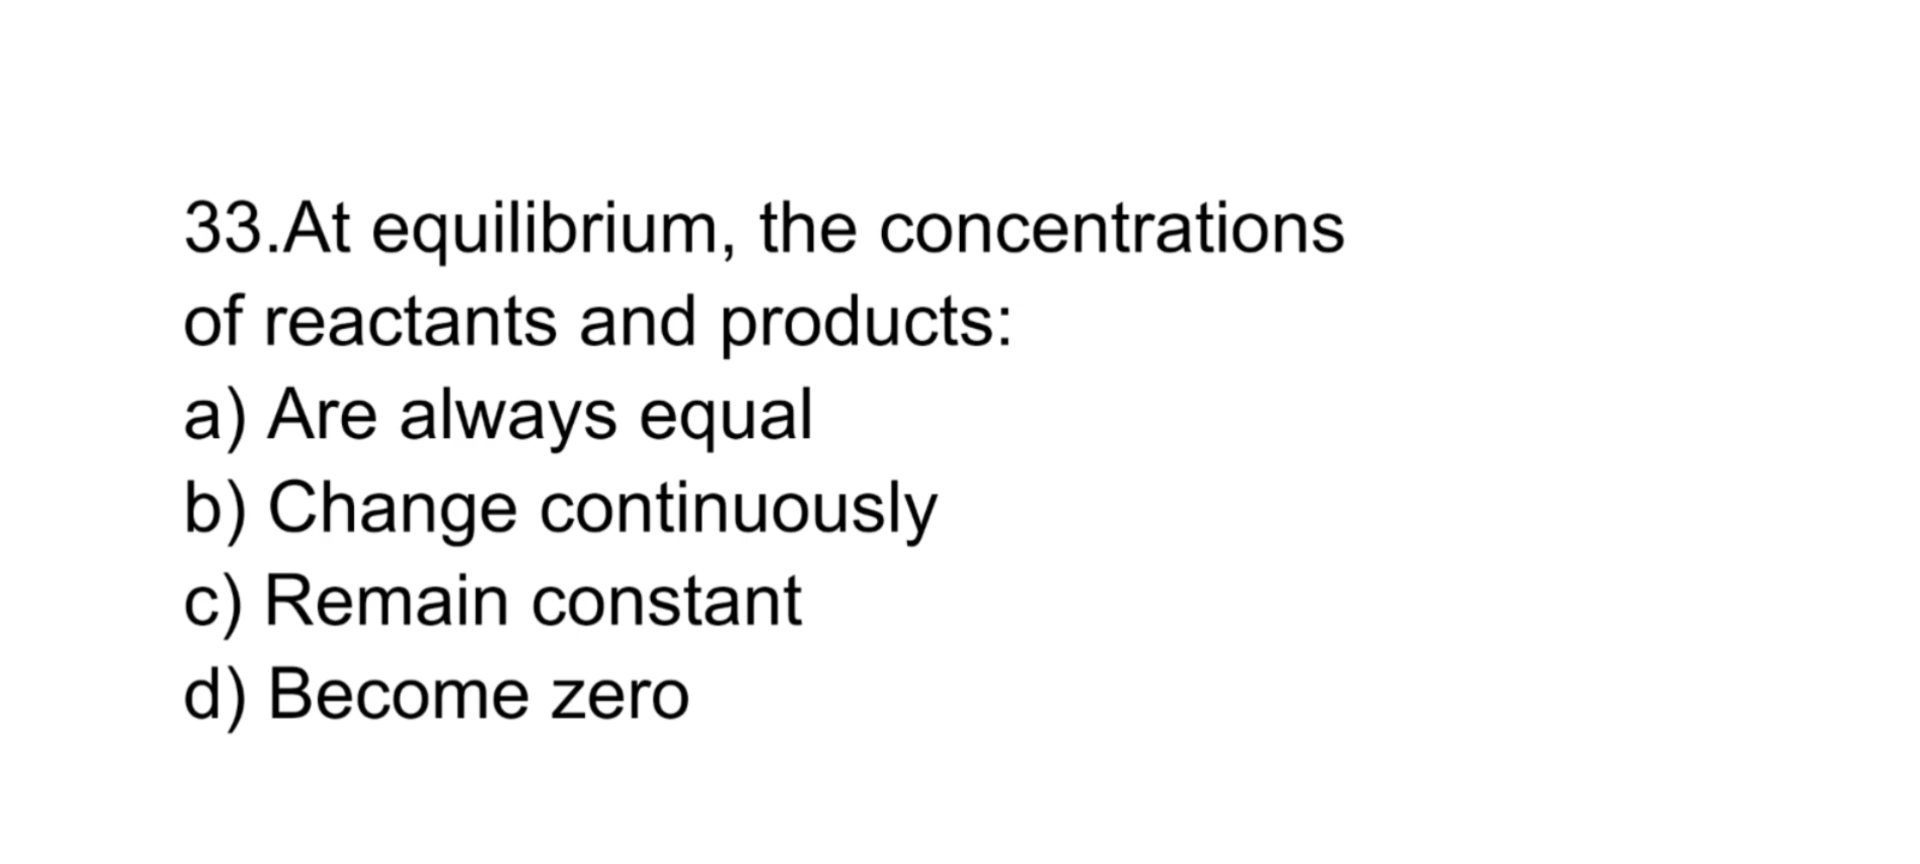 33.At equilibrium, the concentrations
of reactants and products:
a) Are always equal
b) Change continuously
c) Remain constant
d) Become zero